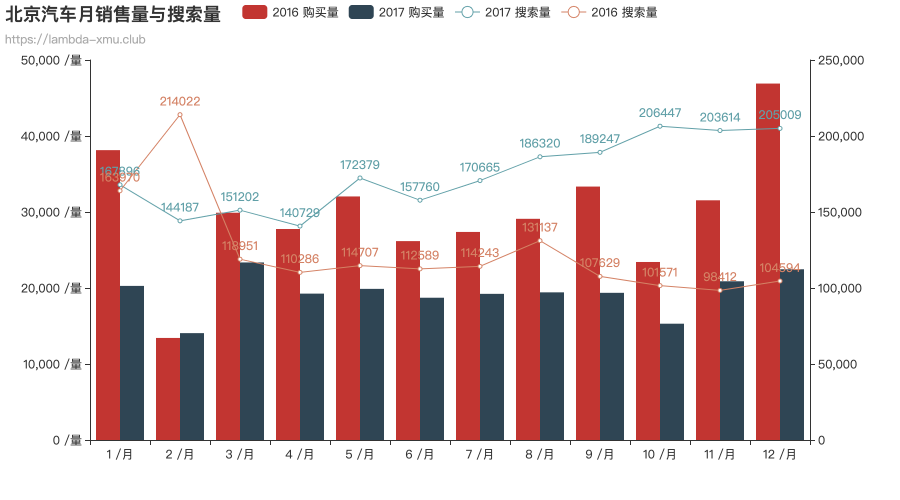 北京汽车月销售量与搜索量
2016 购买量
2017 购买量
2017 搜索量
2016 搜索量
https://lambda-xmu.club
50,000 /量
40,000 /量
30,000 /量
20,000 /量
10,000 /量
0 /量
250,000
200,000
150,000
100,000
50,000
0
163970
214022
118951
110286
114707
112589
114243
131137
107629
101571
98412
104594
144187
151202
140729
172379
157760
170665
186320
189247
206447
203614
205009
1 /月
2 /月
3 /月
4 /月
5 /月
6 /月
7 /月
8 /月
9 /月
10 /月
11 /月
12 /月